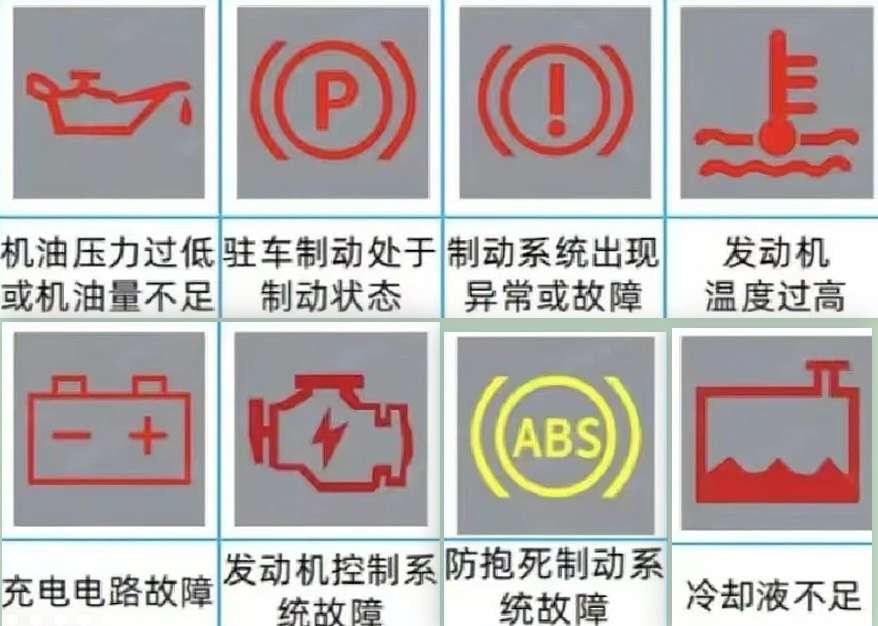 P
机油压力过低
或机油量不足
驻车制动处于
制动状态
制动系统出现
异常或故障
发动机
温度过高
ABS
充电电路故障
发动机控制系
统故障
防抱死制动系
统故障
冷却液不足